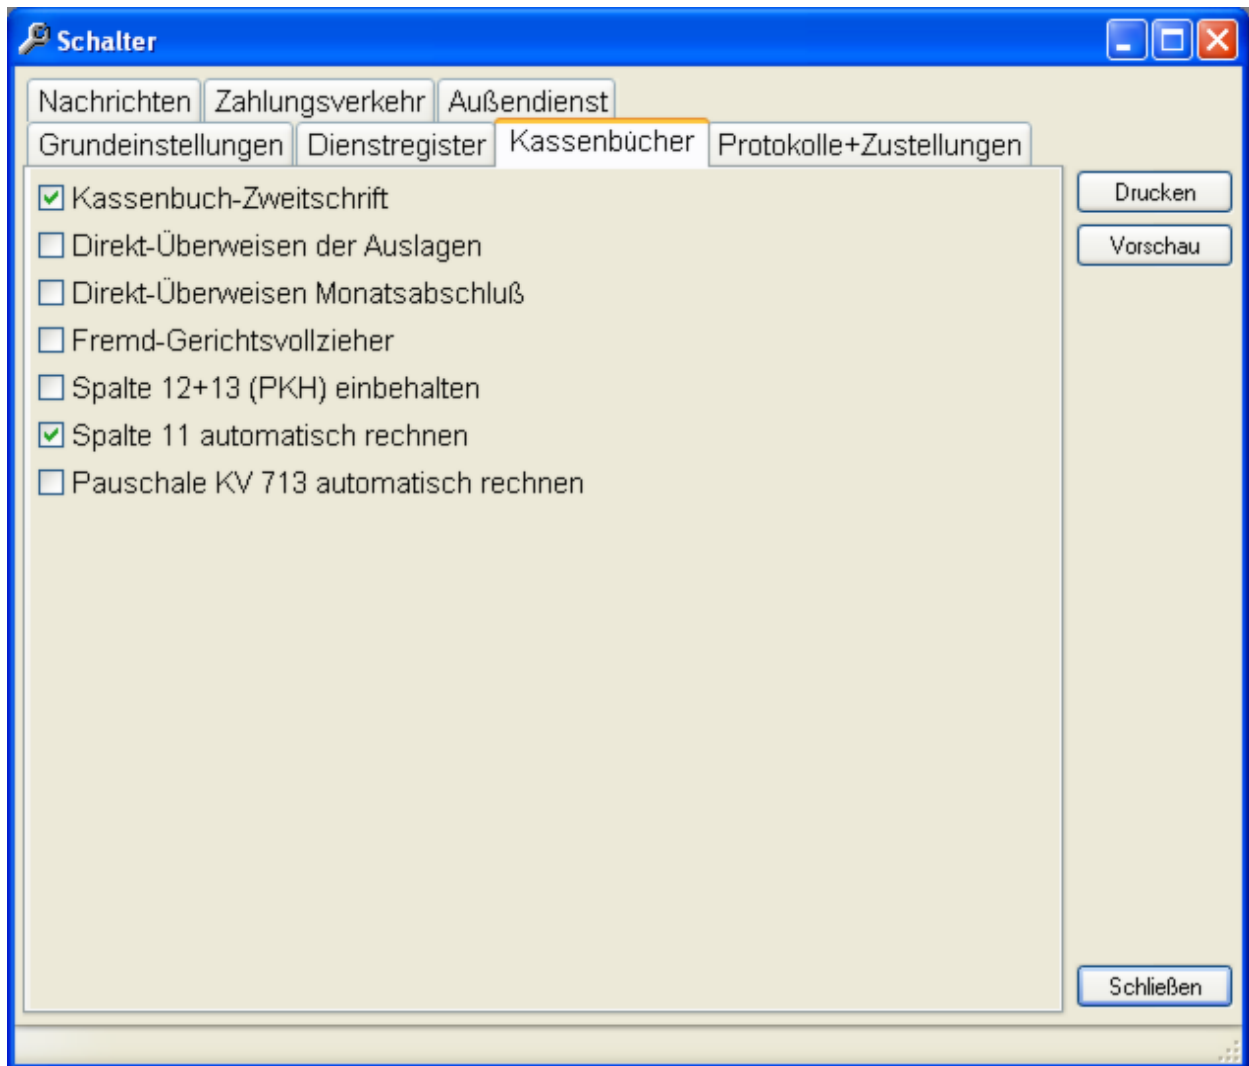 Schalter
Nachrichten Zahlungsverkehr Außendienst
Grundeinstellungen Dienstregister Kassenbücher Protokolle+Zustellungen
Kassenbuch-Zweitschrift
Direkt-Überweisen der Auslagen
Direkt-Überweisen Monatsabschluß
Fremd-Gerichtsvollzieher
Spalte 12+13 (PKH) einbehalten
Spalte 11 automatisch rechnen
Pauschale KV 713 automatisch rechnen
Drucken
Vorschau
Schließen